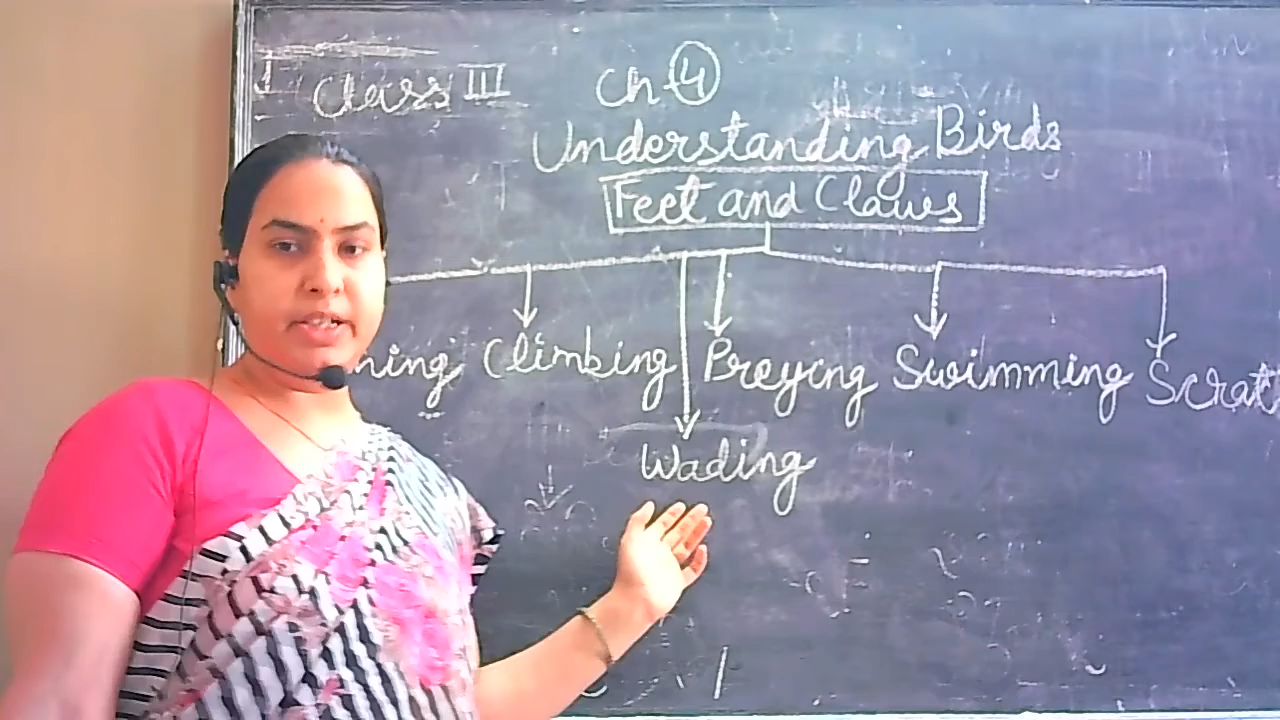 Class III Ch-4
Understanding Birds
Feet and Claws
ning Climbing Preying Swimming Scrat
Wading